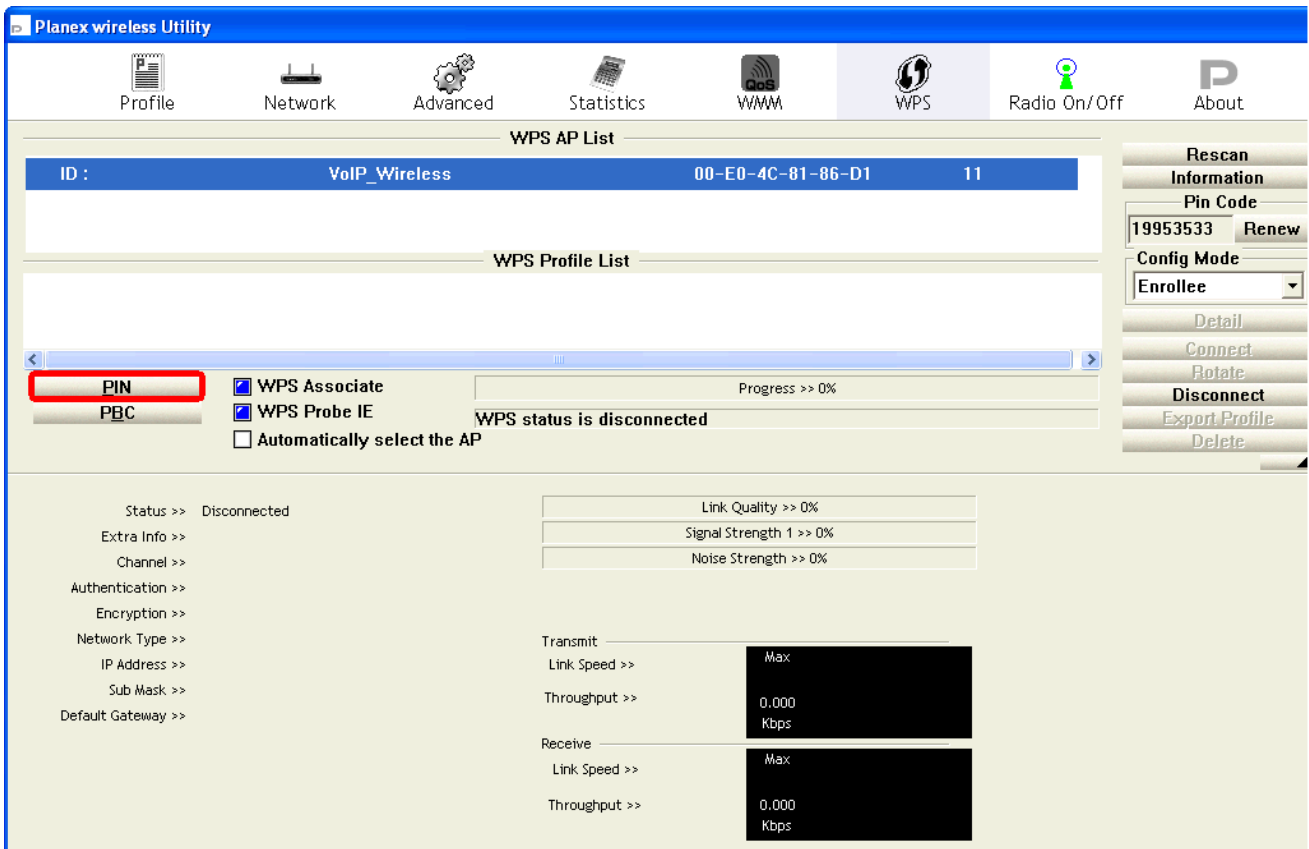 Planex wireless Utility
Profile Network Advanced Statistics WMM WPS Radio On/Off About
QoS
WPS AP List
ID : VoIP_Wireless 00-E0-4C-81-86-D1 11
Rescan
Information
Pin Code
19953533 Renew
WPS Profile List
Config Mode
Enrollee
Detail
Connect
Rotate
Disconnect
Export Profile
Delete
PIN WPS Associate Progress >> 0%
PBC WPS Probe IE WPS status is disconnected
Automatically select the AP
Status >> Disconnected
Extra Info >>
Channel >>
Authentication >>
Encryption >>
Network Type >>
IP Address >>
Sub Mask >>
Default Gateway >>
Link Quality >> 0%
Signal Strength 1 >> 0%
Noise Strength >> 0%
Transmit
Link Speed >> Max
Throughput >> 0.000
Kbps
Receive
Link Speed >> Max
Throughput >> 0.000
Kbps